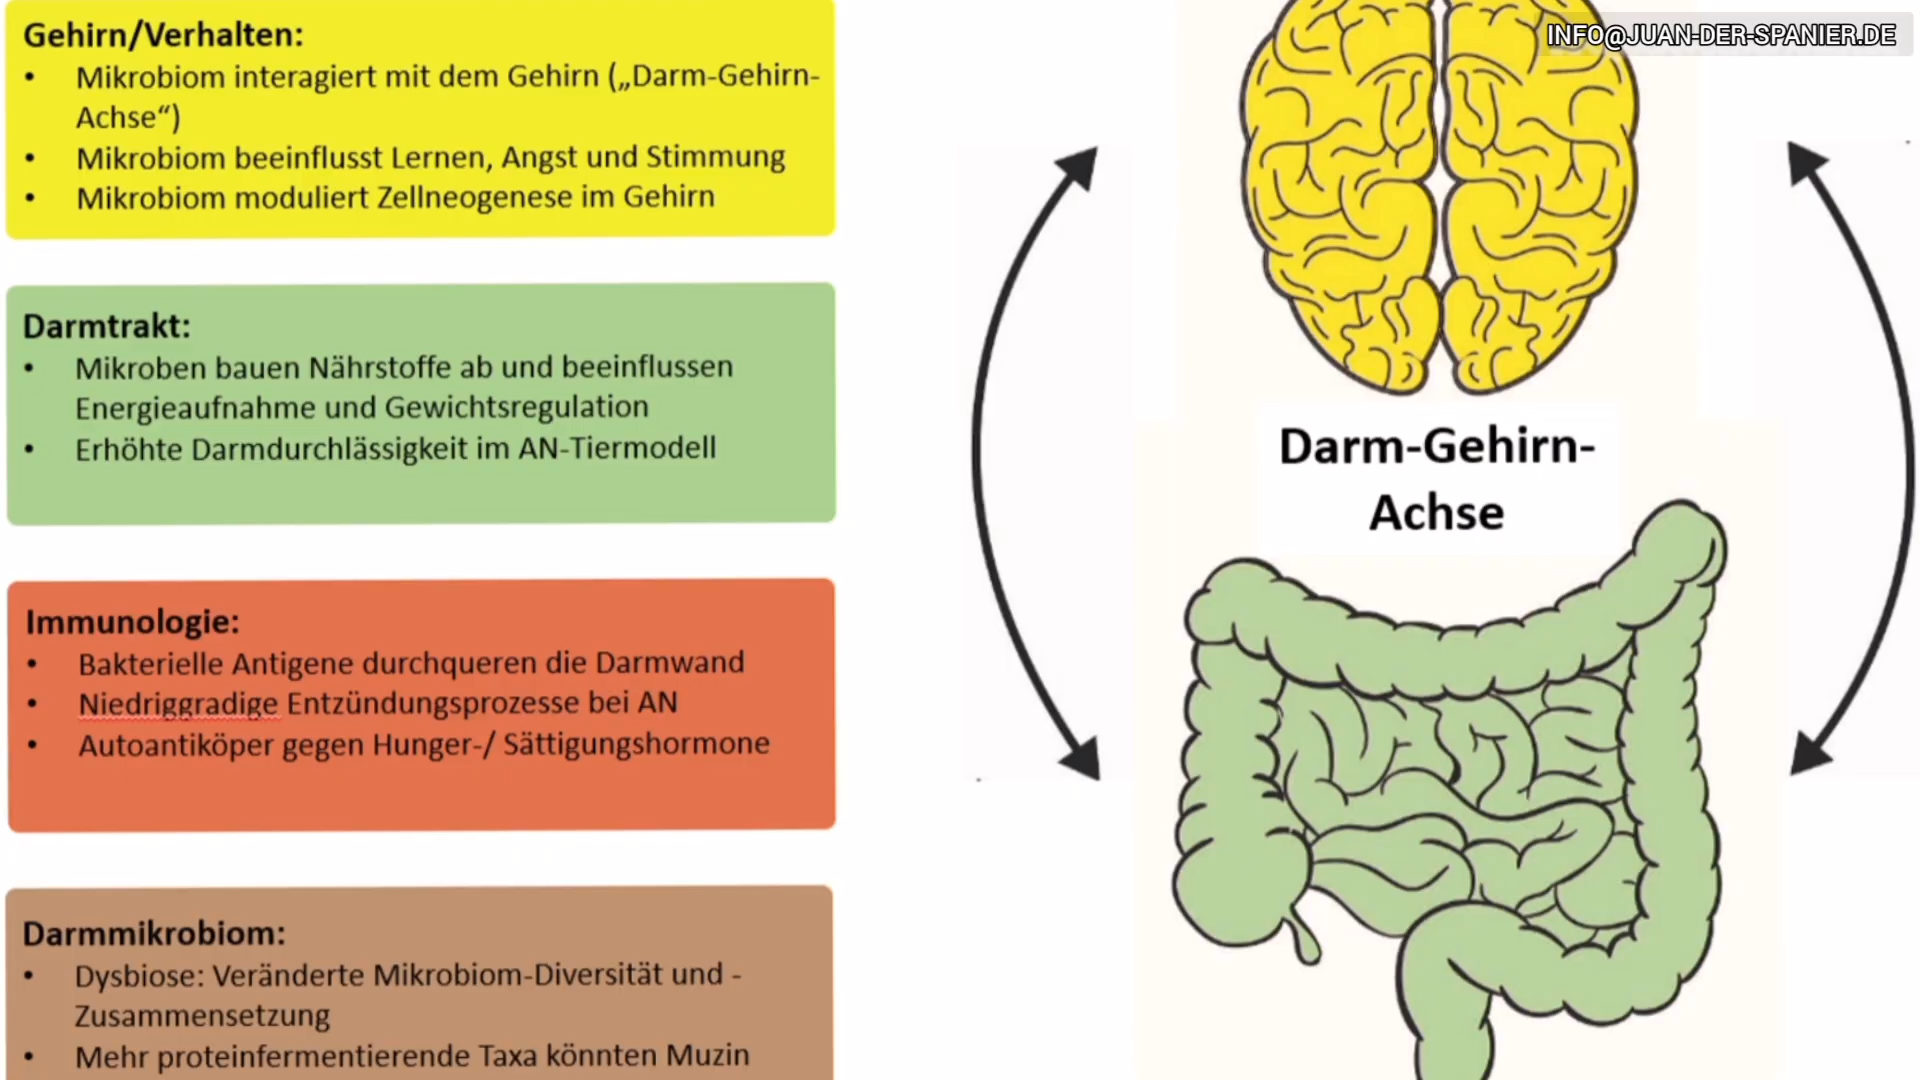 INFO@JUAN-DER-SPANIER.DE
Gehirn/Verhalten:
• Mikrobiom interagiert mit dem Gehirn („Darm-Gehirn-
Achse“)
• Mikrobiom beeinflusst Lernen, Angst und Stimmung
• Mikrobiom moduliert Zellneogenese im Gehirn
Darmtrakt:
• Mikroben bauen Nährstoffe ab und beeinflussen
Energieaufnahme und Gewichtsregulation
• Erhöhte Darmdurchlässigkeit im AN-Tiermodell
Immunologie:
• Bakterielle Antigene durchqueren die Darmwand
• Niedriggradige Entzündungsprozesse bei AN
• Autoantiköper gegen Hunger-/ Sättigungshormone
Darmmikrobiom:
• Dysbiose: Veränderte Mikrobiom-Diversität und -
Zusammensetzung
• Mehr proteinfermentierende Taxa könnten Muzin
Darm-Gehirn-
Achse